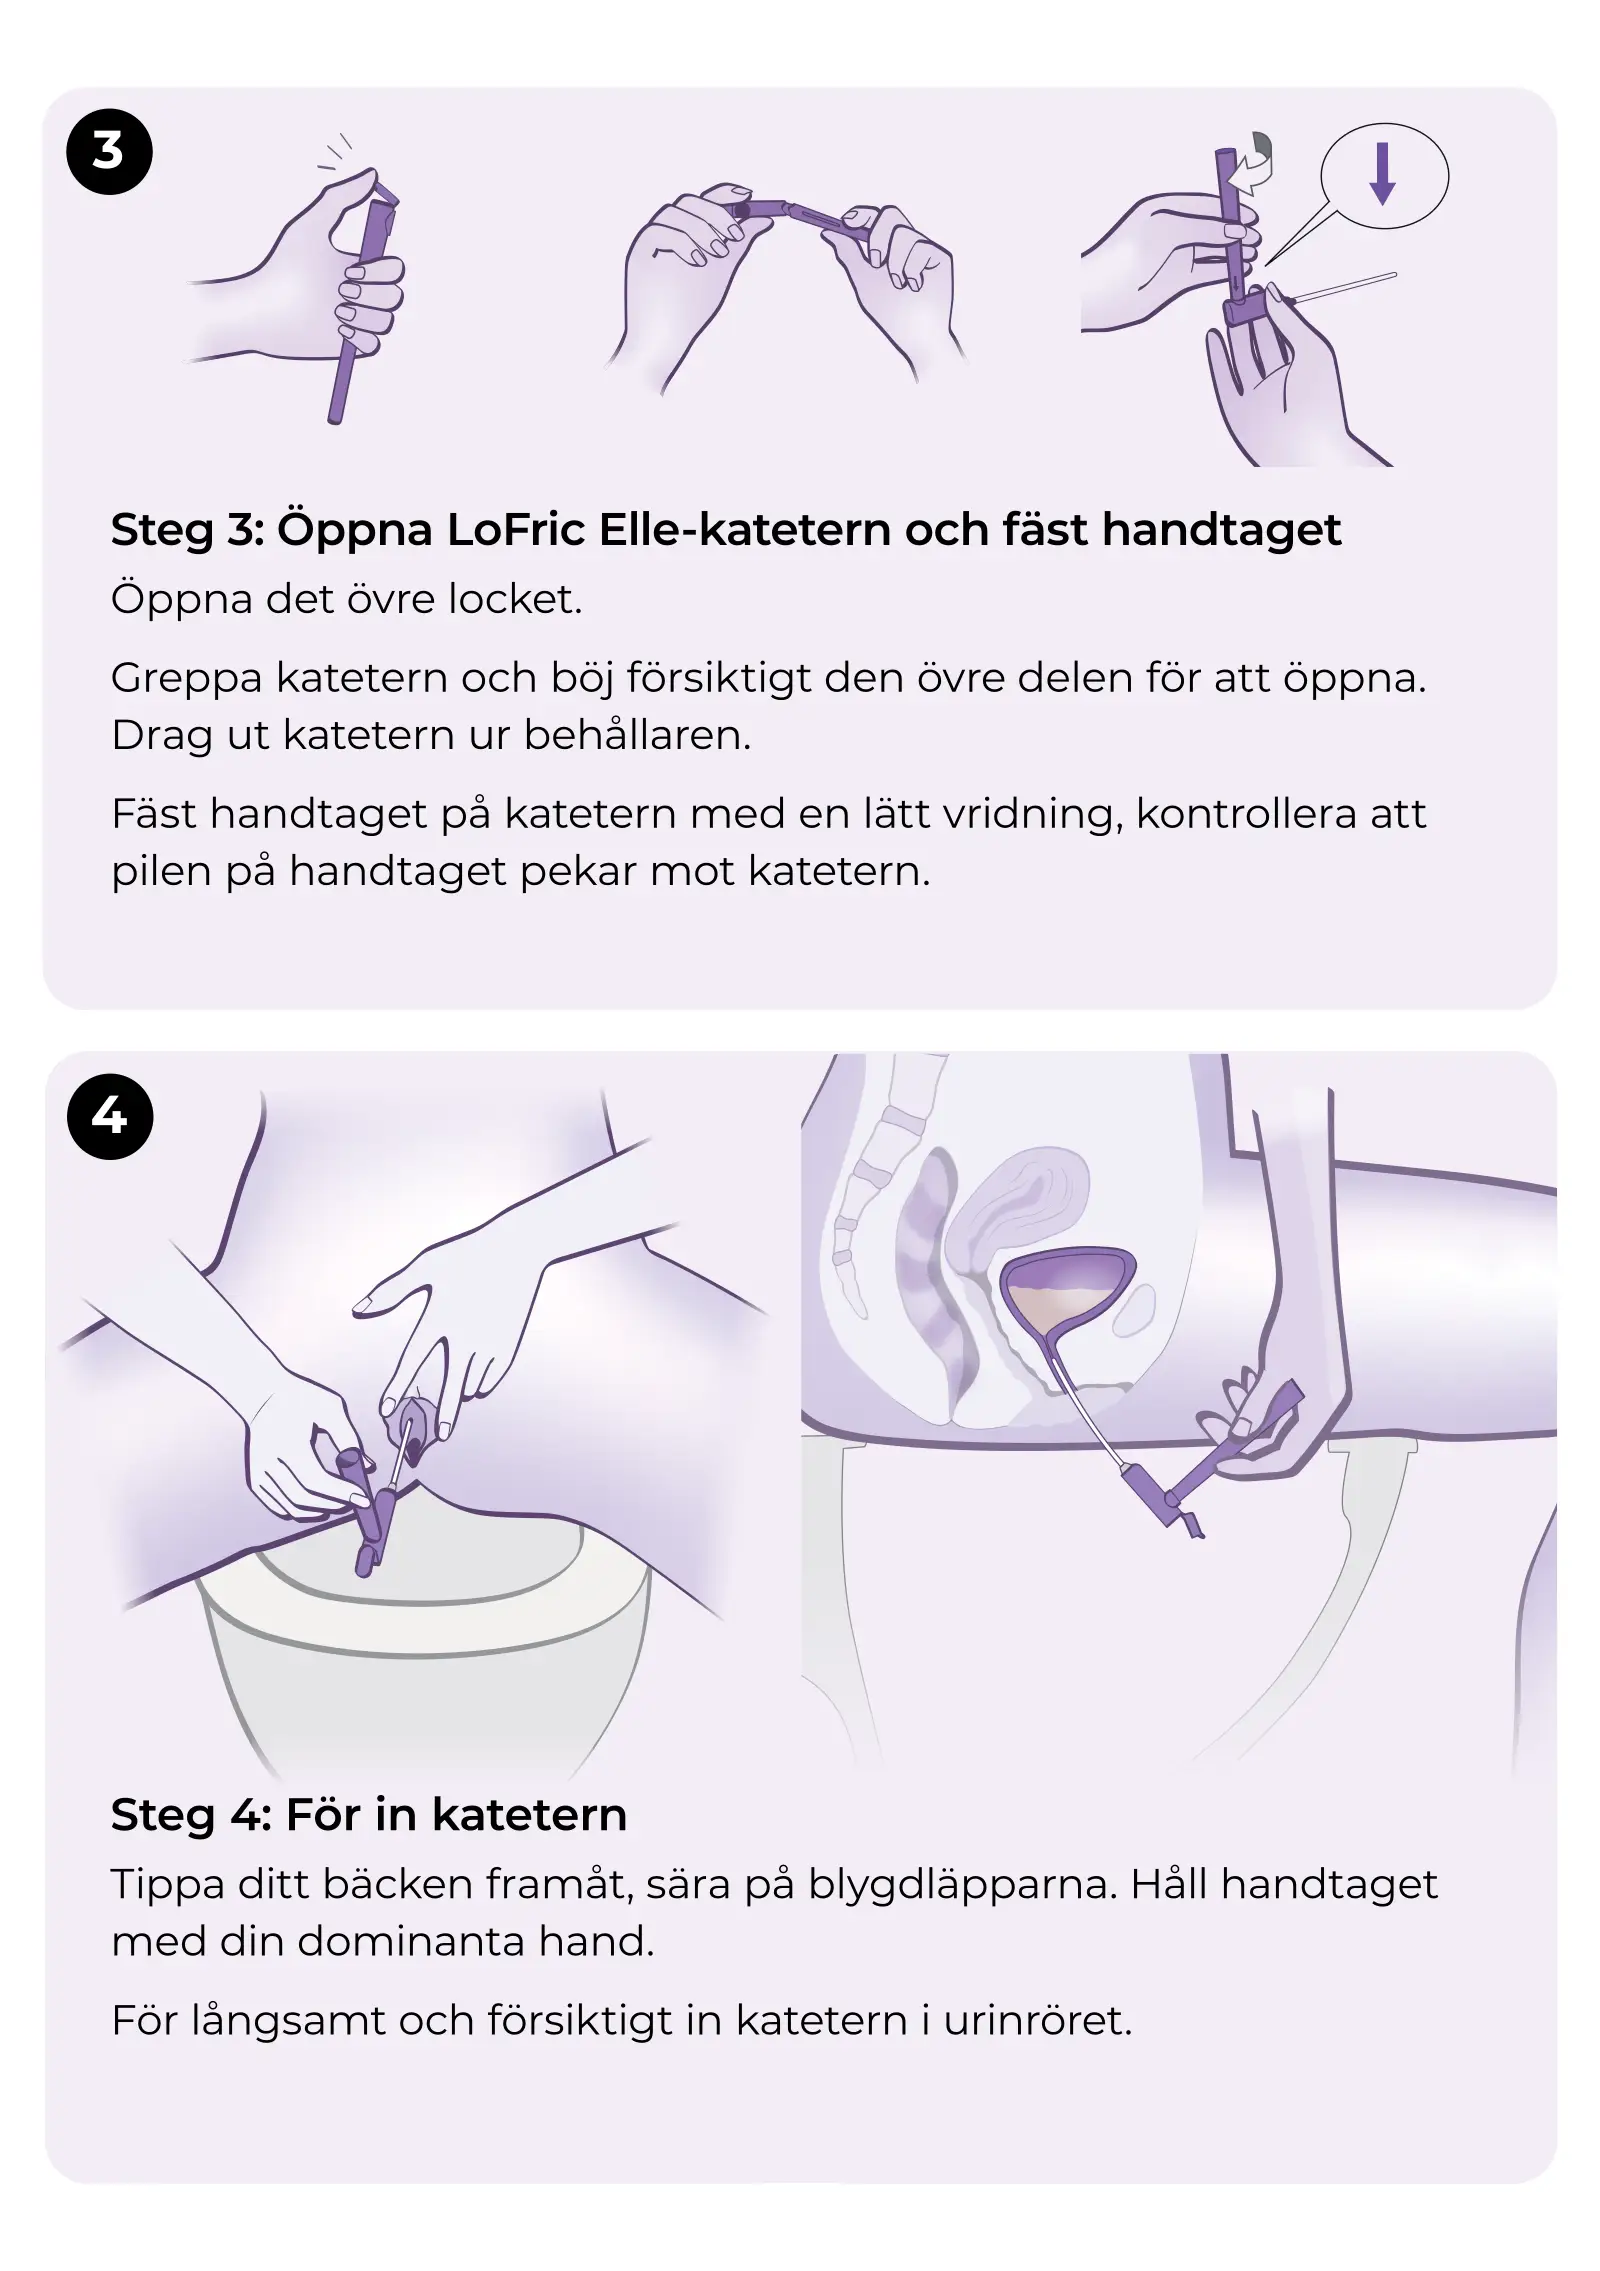 3
Steg 3: Öppna LoFric Elle-katetern och fäst handtaget
Öppna det övre locket.
Greppa katetern och böj försiktigt den övre delen för att öppna.
Drag ut katetern ur behållaren.
Fäst handtaget på katetern med en lätt vridning, kontrollera att
pilen på handtaget pekar mot katetern.
4
Steg 4: För in katetern
Tippa ditt bäcken framåt, sära på blygdläpparna. Håll handtaget
med din dominanta hand.
För långsamt och försiktigt in katetern i urinröret.